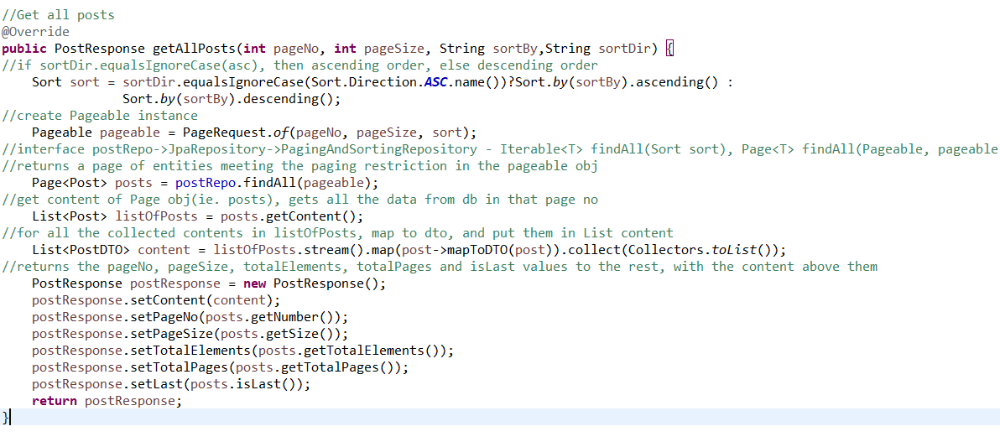 //Get all posts
@Override
public PostResponse getAllPosts(int pageNo, int pageSize, String sortBy,String sortDir) {
//if sortDir.equalsIgnoreCase(asc), then ascending order, else descending order
    Sort sort = sortDir.equalsIgnoreCase(Sort.Direction.ASC.name())?Sort.by(sortBy).ascending() :
                Sort.by(sortBy).descending();
//create Pageable instance
    Pageable pageable = PageRequest.of(pageNo, pageSize, sort);
//interface postRepo->JpaRepository->PagingAndSortingRepository - Iterable<T> findAll(Sort sort), Page<T> findAll(Pageable, pageable
//returns a page of entities meeting the paging restriction in the pageable obj
    Page<Post> posts = postRepo.findAll(pageable);
//get content of Page obj(ie. posts), gets all the data from db in that page no
    List<Post> listOfPosts = posts.getContent();
//for all the collected contents in listOfPosts, map to dto, and put them in List content
    List<PostDTO> content = listOfPosts.stream().map(post->mapToDTO(post)).collect(Collectors.toList());
//returns the pageNo, pageSize, totalElements, totalPages and isLast values to the rest, with the content above them
    PostResponse postResponse = new PostResponse();
    postResponse.setContent(content);
    postResponse.setPageNo(posts.getNumber());
    postResponse.setPageSize(posts.getSize());
    postResponse.setTotalElements(posts.getTotalElements());
    postResponse.setTotalPages(posts.getTotalPages());
    postResponse.setLast(posts.isLast());
    return postResponse;
}